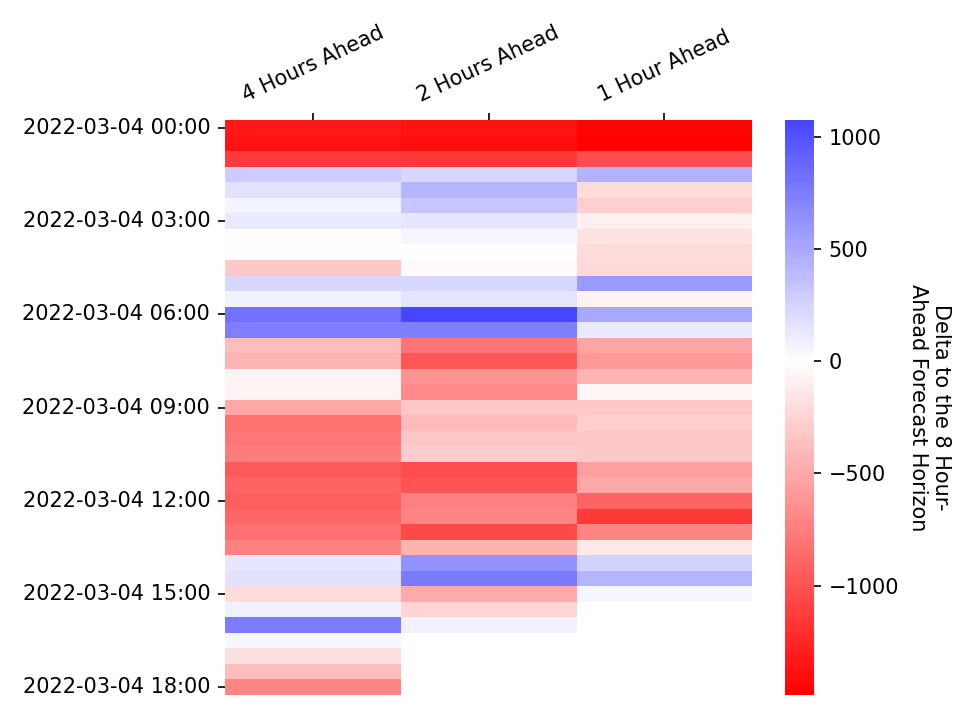 4 Hours Ahead
2 Hours Ahead
1 Hour Ahead
2022-03-04 00:00
2022-03-04 03:00
2022-03-04 06:00
2022-03-04 09:00
2022-03-04 12:00
2022-03-04 15:00
2022-03-04 18:00
1000
500
0
−500
−1000
Delta to the 8 Hour-
Ahead Forecast Horizon